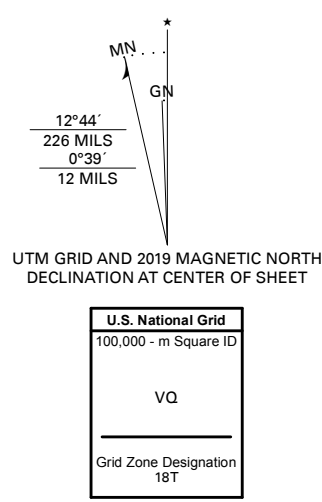 ★
MN
GN
12°44´
226 MILS
0°39´
12 MILS
UTM GRID AND 2019 MAGNETIC NORTH
DECLINATION AT CENTER OF SHEET
U.S. National Grid
100,000 - m Square ID
VQ
Grid Zone Designation
18T